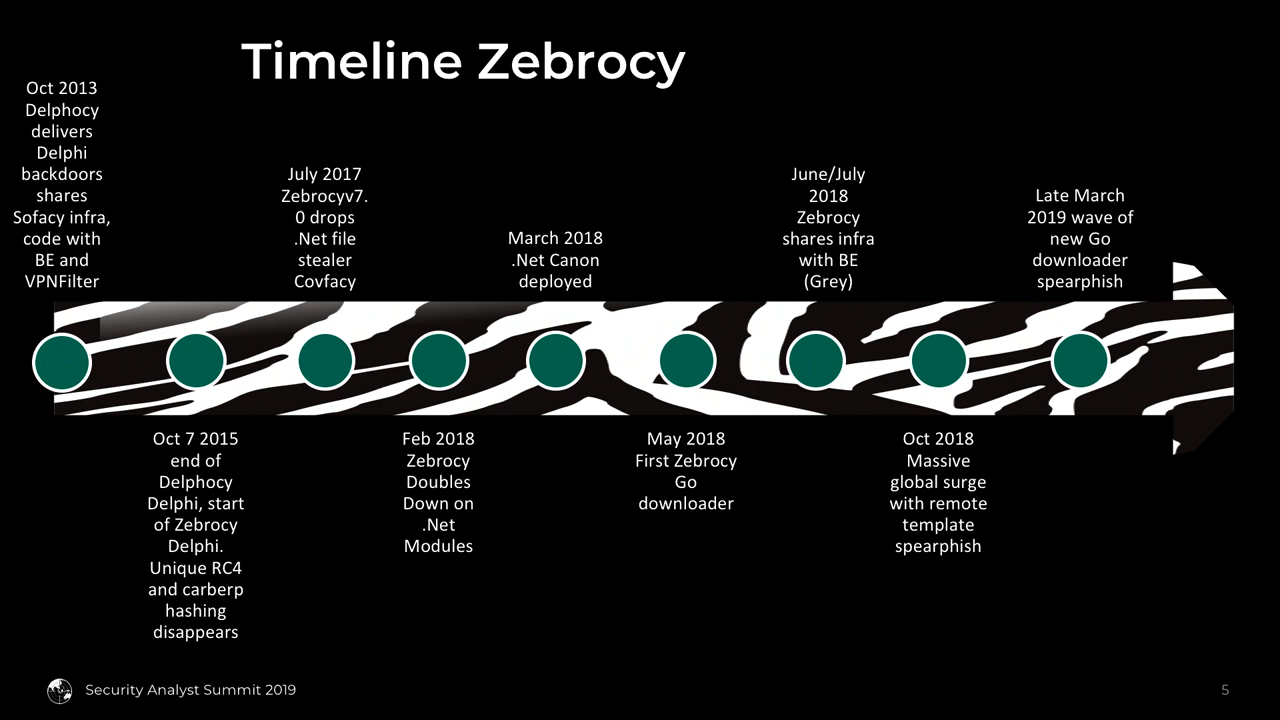 Timeline Zebrocy
Oct 2013
Delphocy
delivers
Delphi
backdoors
shares
Sofacy infra,
code with
BE and
VPNFilter
Oct 7 2015
end of
Delphocy
Delphi, start
of Zebrocy
Delphi.
Unique RC4
and carberp
hashing
disappears
July 2017
Zebrocyv7.
0 drops
.Net file
stealer
Covfacy
Feb 2018
Zebrocy
Doubles
Down on
.Net
Modules
March 2018
.Net Canon
deployed
May 2018
First Zebrocy
Go
downloader
June/July
2018
Zebrocy
shares infra
with BE
(Grey)
Oct 2018
Massive
global surge
with remote
template
spearphish
Late March
2019 wave of
new Go
downloader
spearphish
Security Analyst Summit 2019
5